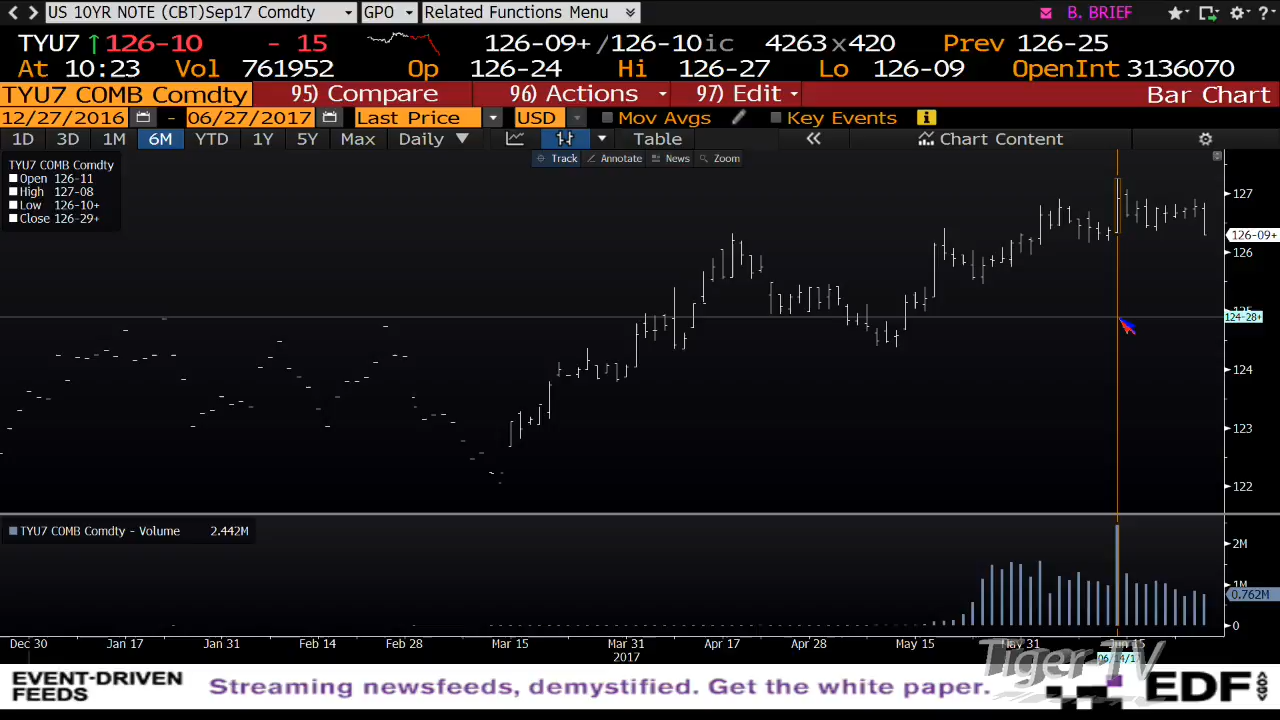 US 10YR NOTE (CBT)Sep17 Comdty GPO Related Functions Menu B. BRIEF
TYU7 ↑126-10 - 15 126-09+/126-10ic 4263x420 Prev 126-25
At 10:23 Vol 761952 Op 126-24 Hi 126-27 Lo 126-09 OpenInt 3136070
TYU7 COMB Comdty 95) Compare 96) Actions 97) Edit Bar Chart
12/27/2016 - 06/27/2017 Last Price USD Mov Avgs Key Events
1D 3D 1M 6M YTD 1Y 5Y Max Daily Table Chart Content
Track Annotate News Zoom
TYU7 COMB Comdty
Open 126-11
High 127-08
Low 126-10+
Close 126-29+
127
126-09+
126
124-28+
124
123
122
TYU7 COMB Comdty - Volume 2.442M
2M
1M
0.762M
0
Dec 30 Jan 17 Jan 31 Feb 14 Feb 28 Mar 15 Mar 31 Apr 17 Apr 28 May 15 May 31 Jun 15
2017
06/14/17
Tiger TV
EVENT-DRIVEN
FEEDS
Streaming newsfeeds, demystified. Get the white paper.
EDF